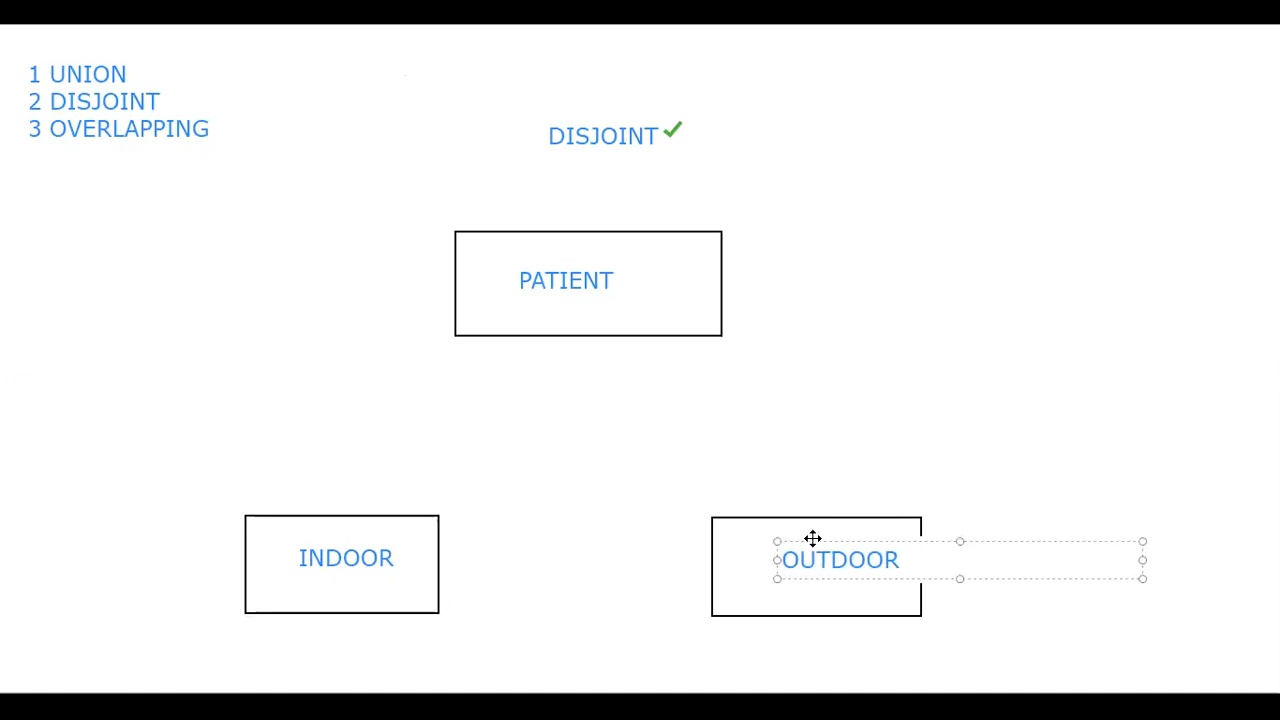 1 UNION
2 DISJOINT
3 OVERLAPPING
DISJOINT
PATIENT
INDOOR
OUTDOOR